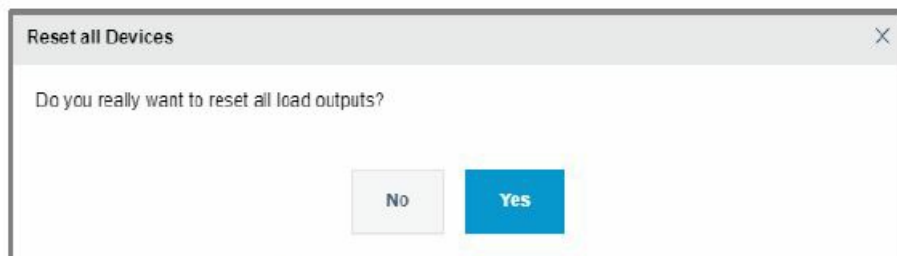 Reset all Devices
Do you really want to reset all load outputs?
No
Yes